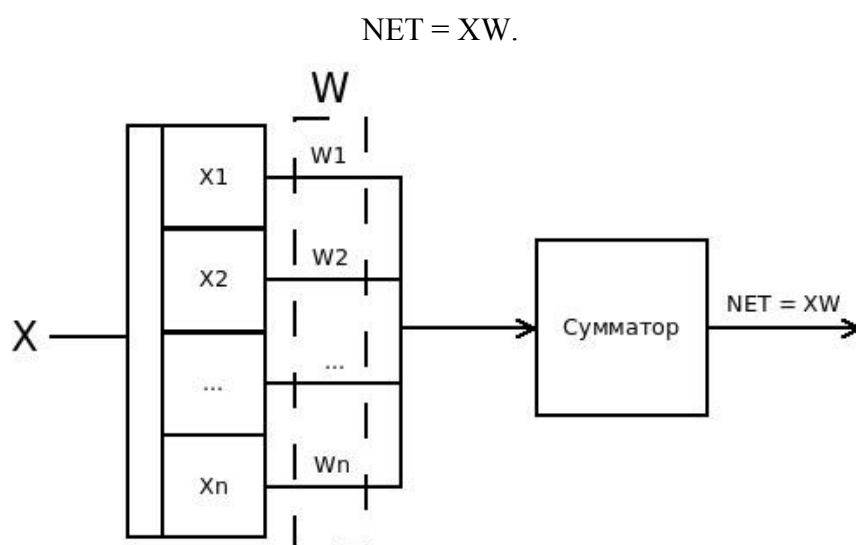 NET = XW.
W
W1
X1
W2
X2
NET = XW
X
Сумматор
...
...
Wn
Xn